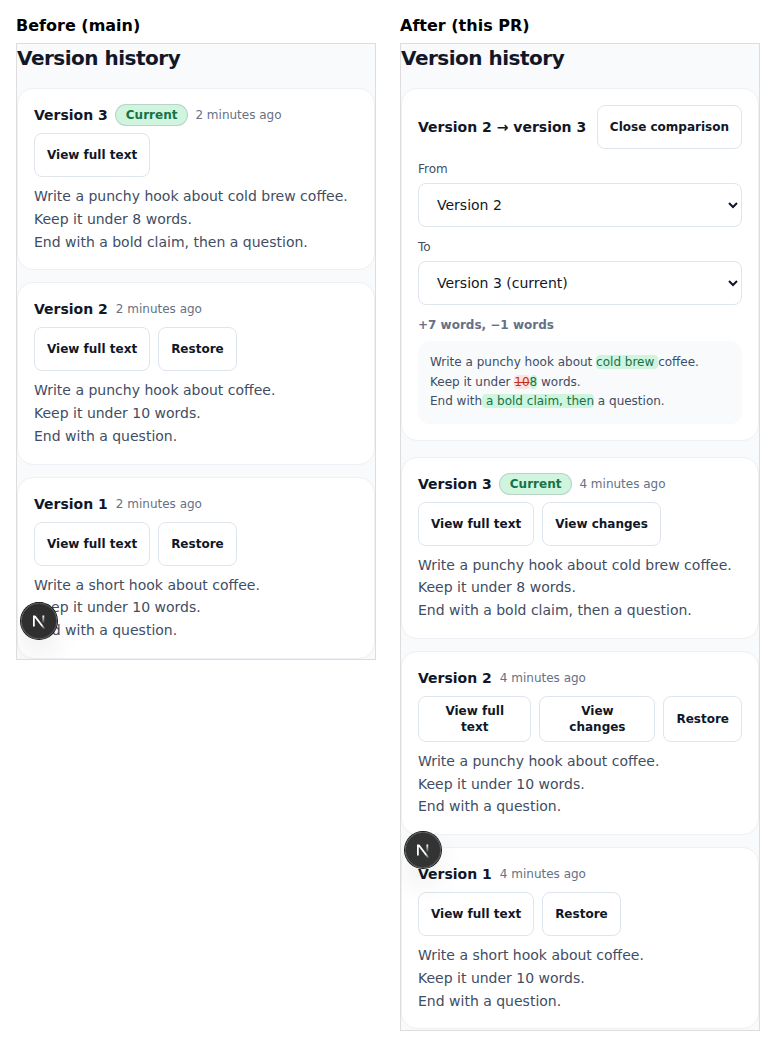 Before (main)
Version history
Version 3 Current 2 minutes ago
View full text
Write a punchy hook about cold brew coffee.
Keep it under 8 words.
End with a bold claim, then a question.
Version 2 2 minutes ago
View full text Restore
Write a punchy hook about coffee.
Keep it under 10 words.
End with a question.
Version 1 2 minutes ago
View full text Restore
Write a short hook about coffee.
ep it under 10 words.
d with a question.
N
After (this PR)
Version history
Version 2 → version 3 Close comparison
From
Version 2
To
Version 3 (current)
+7 words, −1 words
Write a punchy hook about cold brew coffee.
Keep it under 108 words.
End with a bold claim, then a question.
Version 3 Current 4 minutes ago
View full text View changes
Write a punchy hook about cold brew coffee.
Keep it under 8 words.
End with a bold claim, then a question.
Version 2 4 minutes ago
View full text View changes Restore
Write a punchy hook about coffee.
Keep it under 10 words.
End with a question.
N
Version 1 4 minutes ago
View full text Restore
Write a short hook about coffee.
Keep it under 10 words.
End with a question.